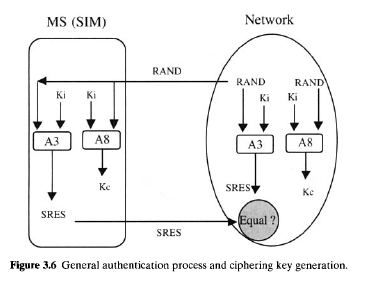 MS (SIM)
Network
RAND
RAND
RAND
Ki
Ki
Ki
Ki
A3
A8
A3
A8
Kc
Kc
SRES
SRES
Equal ?
SRES
Figure 3.6 General authentication process and ciphering key generation.